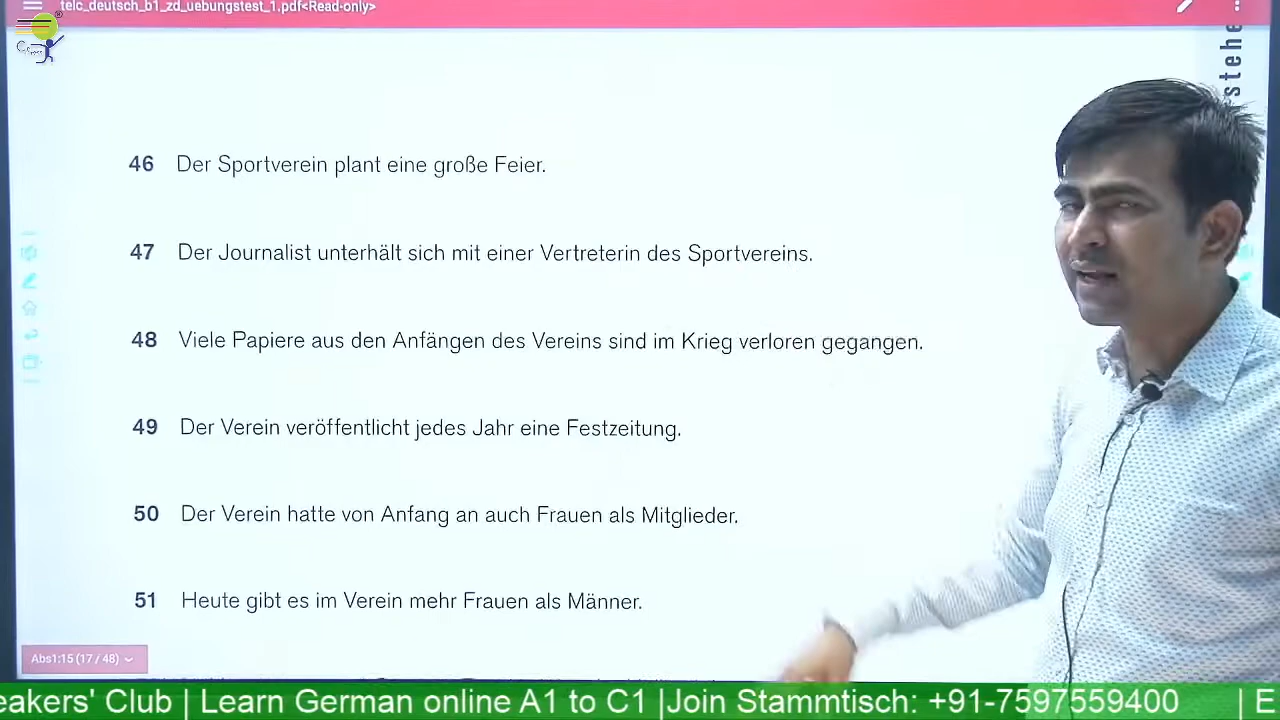 telc_deutsch_b1_zd_uebungstest_1.pdf<Read-only>
stehe
46 Der Sportverein plant eine große Feier.
47 Der Journalist unterhält sich mit einer Vertreterin des Sportvereins.
48 Viele Papiere aus den Anfängen des Vereins sind im Krieg verloren gegangen.
49 Der Verein veröffentlicht jedes Jahr eine Festzeitung.
50 Der Verein hatte von Anfang an auch Frauen als Mitglieder.
51 Heute gibt es im Verein mehr Frauen als Männer.
Abs1:15 (17 / 48)
eakers' Club | Learn German online A1 to C1 |Join Stammtisch: +91-7597559400 | E